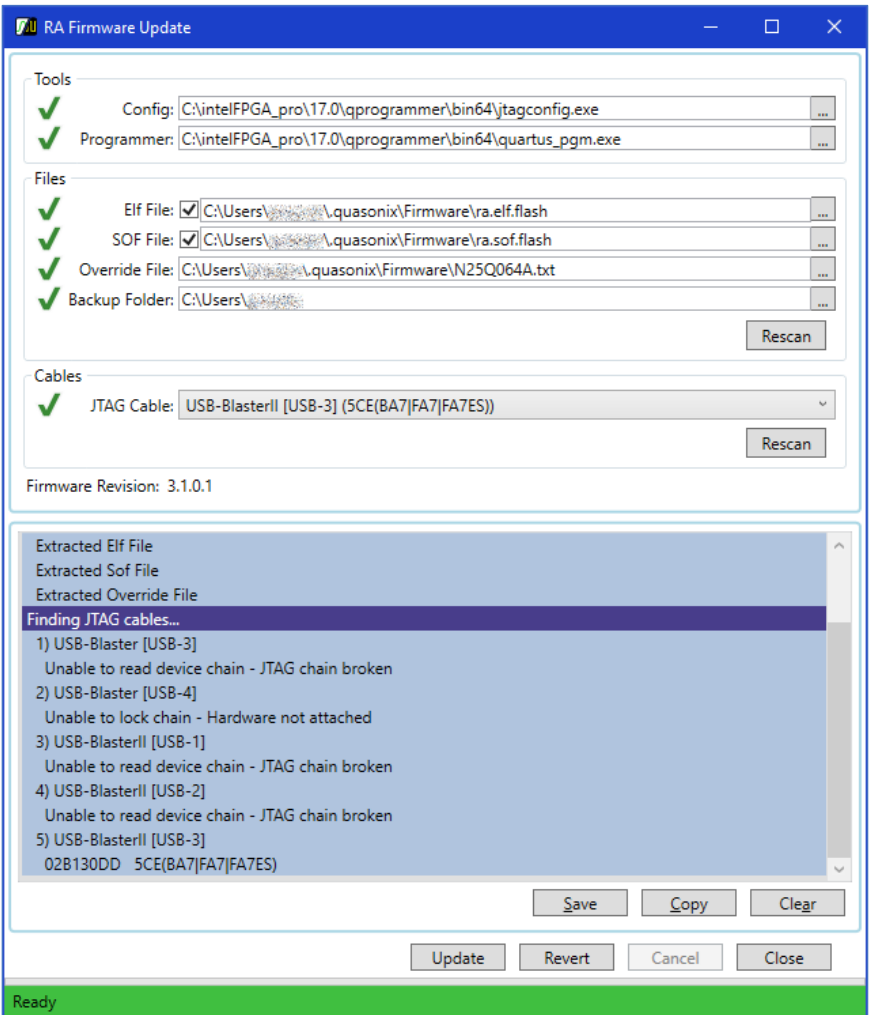 RA Firmware Update
Tools
Config: C:\intelFPGA_pro\17.0\qprogrammer\bin64\jtagconfig.exe ...
Programmer: C:\intelFPGA_pro\17.0\qprogrammer\bin64\quartus_pgm.exe ...
Files
Elf File: C:\Users\ \.quasonix\Firmware\ra.elf.flash ...
SOF File: C:\Users\ \.quasonix\Firmware\ra.sof.flash ...
Override File: C:\Users\ \.quasonix\Firmware\N25Q064A.txt ...
Backup Folder: C:\Users\ ...
Rescan
Cables
JTAG Cable: USB-BlasterII [USB-3] (5CE(BA7|FA7|FA7ES))
Rescan
Firmware Revision: 3.1.0.1
Extracted Elf File
Extracted Sof File
Extracted Override File
Finding JTAG cables...
1) USB-Blaster [USB-3]
Unable to read device chain - JTAG chain broken
2) USB-Blaster [USB-4]
Unable to lock chain - Hardware not attached
3) USB-BlasterII [USB-1]
Unable to read device chain - JTAG chain broken
4) USB-BlasterII [USB-2]
Unable to read device chain - JTAG chain broken
5) USB-BlasterII [USB-3]
02B130DD 5CE(BA7|FA7|FA7ES)
Save Copy Clear
Update Revert Cancel Close
Ready